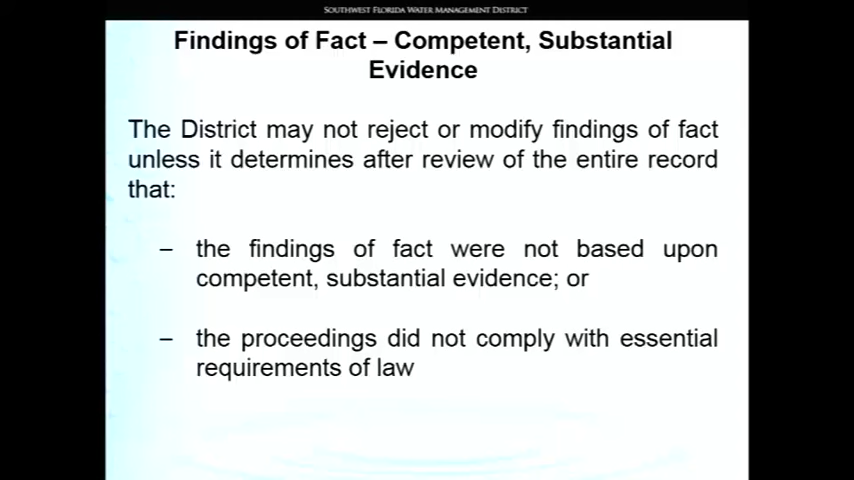 SOUTHWEST FLORIDA WATER MANAGEMENT DISTRICT
Findings of Fact – Competent, Substantial
Evidence
The District may not reject or modify findings of fact
unless it determines after review of the entire record
that:
– the findings of fact were not based upon
competent, substantial evidence; or
– the proceedings did not comply with essential
requirements of law